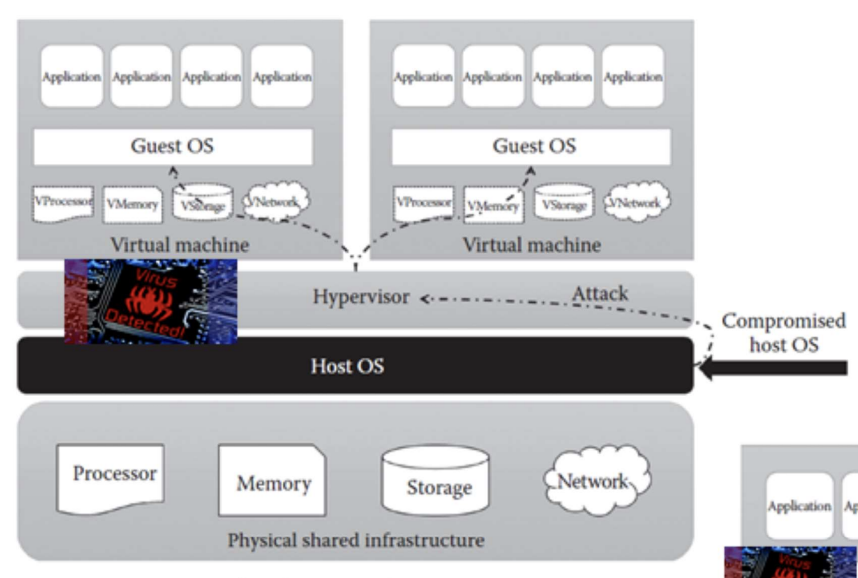 Application Application Application Application
Application Application Application Application
Guest OS
Guest OS
VProcessor VMemory VStorage VNetwork
VProcessor VMemory VStorage VNetwork
Virtual machine
Virtual machine
Virus
Detected!
Hypervisor
Attack
Compromised
host OS
Host OS
Processor
Memory
Storage
Network
Physical shared infrastructure
Application Ap
Virus